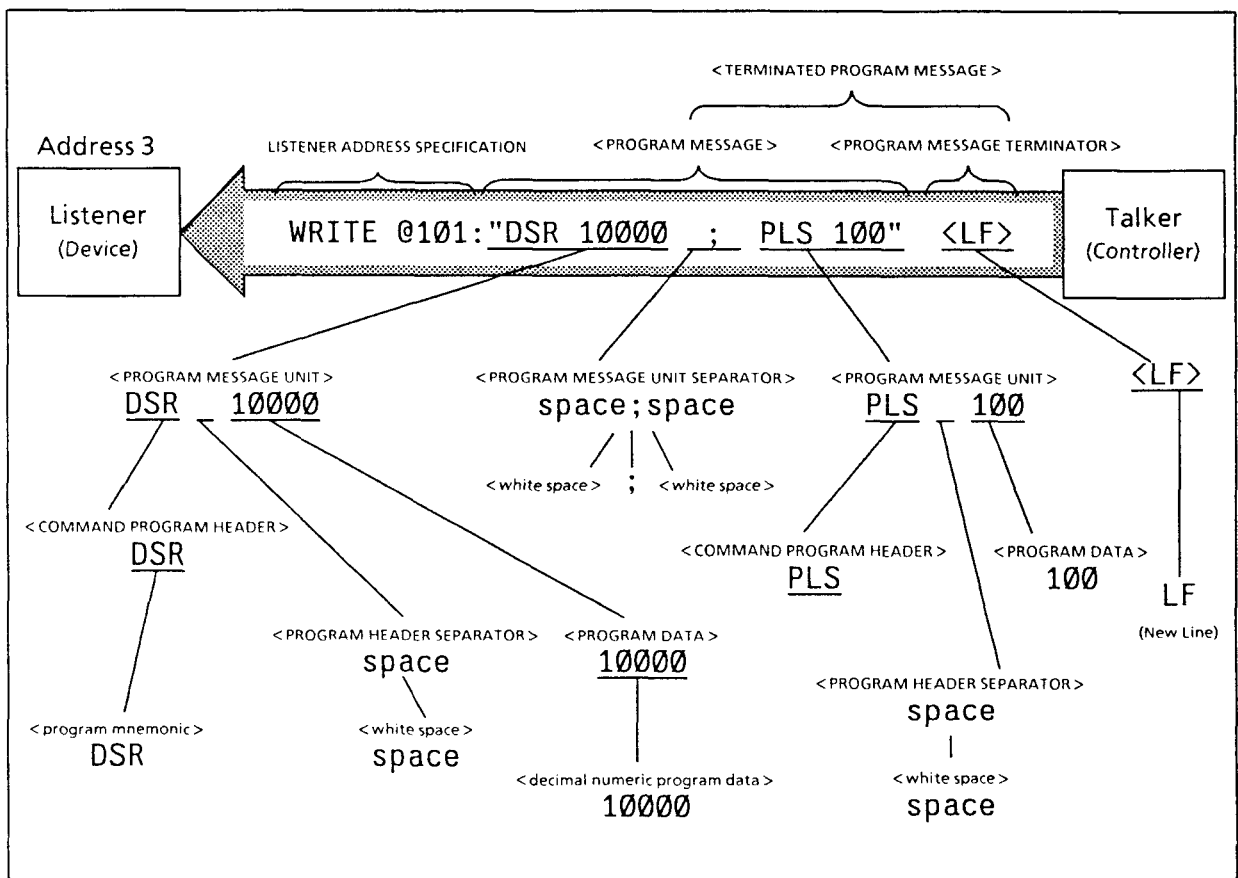 < TERMINATED PROGRAM MESSAGE >
Address 3
LISTENER ADDRESS SPECIFICATION
< PROGRAM MESSAGE >
< PROGRAM MESSAGE TERMINATOR >
Listener
(Device)
WRITE @101:"DSR 10000 ; PLS 100" <LF>
Talker
(Controller)
< PROGRAM MESSAGE UNIT >
DSR 10000
< PROGRAM MESSAGE UNIT SEPARATOR >
space;space
< PROGRAM MESSAGE UNIT >
PLS 100
<LF>
< white space > ; < white space >
< COMMAND PROGRAM HEADER >
DSR
< COMMAND PROGRAM HEADER >
PLS
< PROGRAM DATA >
100
LF
(New Line)
< PROGRAM HEADER SEPARATOR >
space
< PROGRAM DATA >
10000
< PROGRAM HEADER SEPARATOR >
space
< program mnemonic >
DSR
< white space >
space
< decimal numeric program data >
10000
< white space >
space